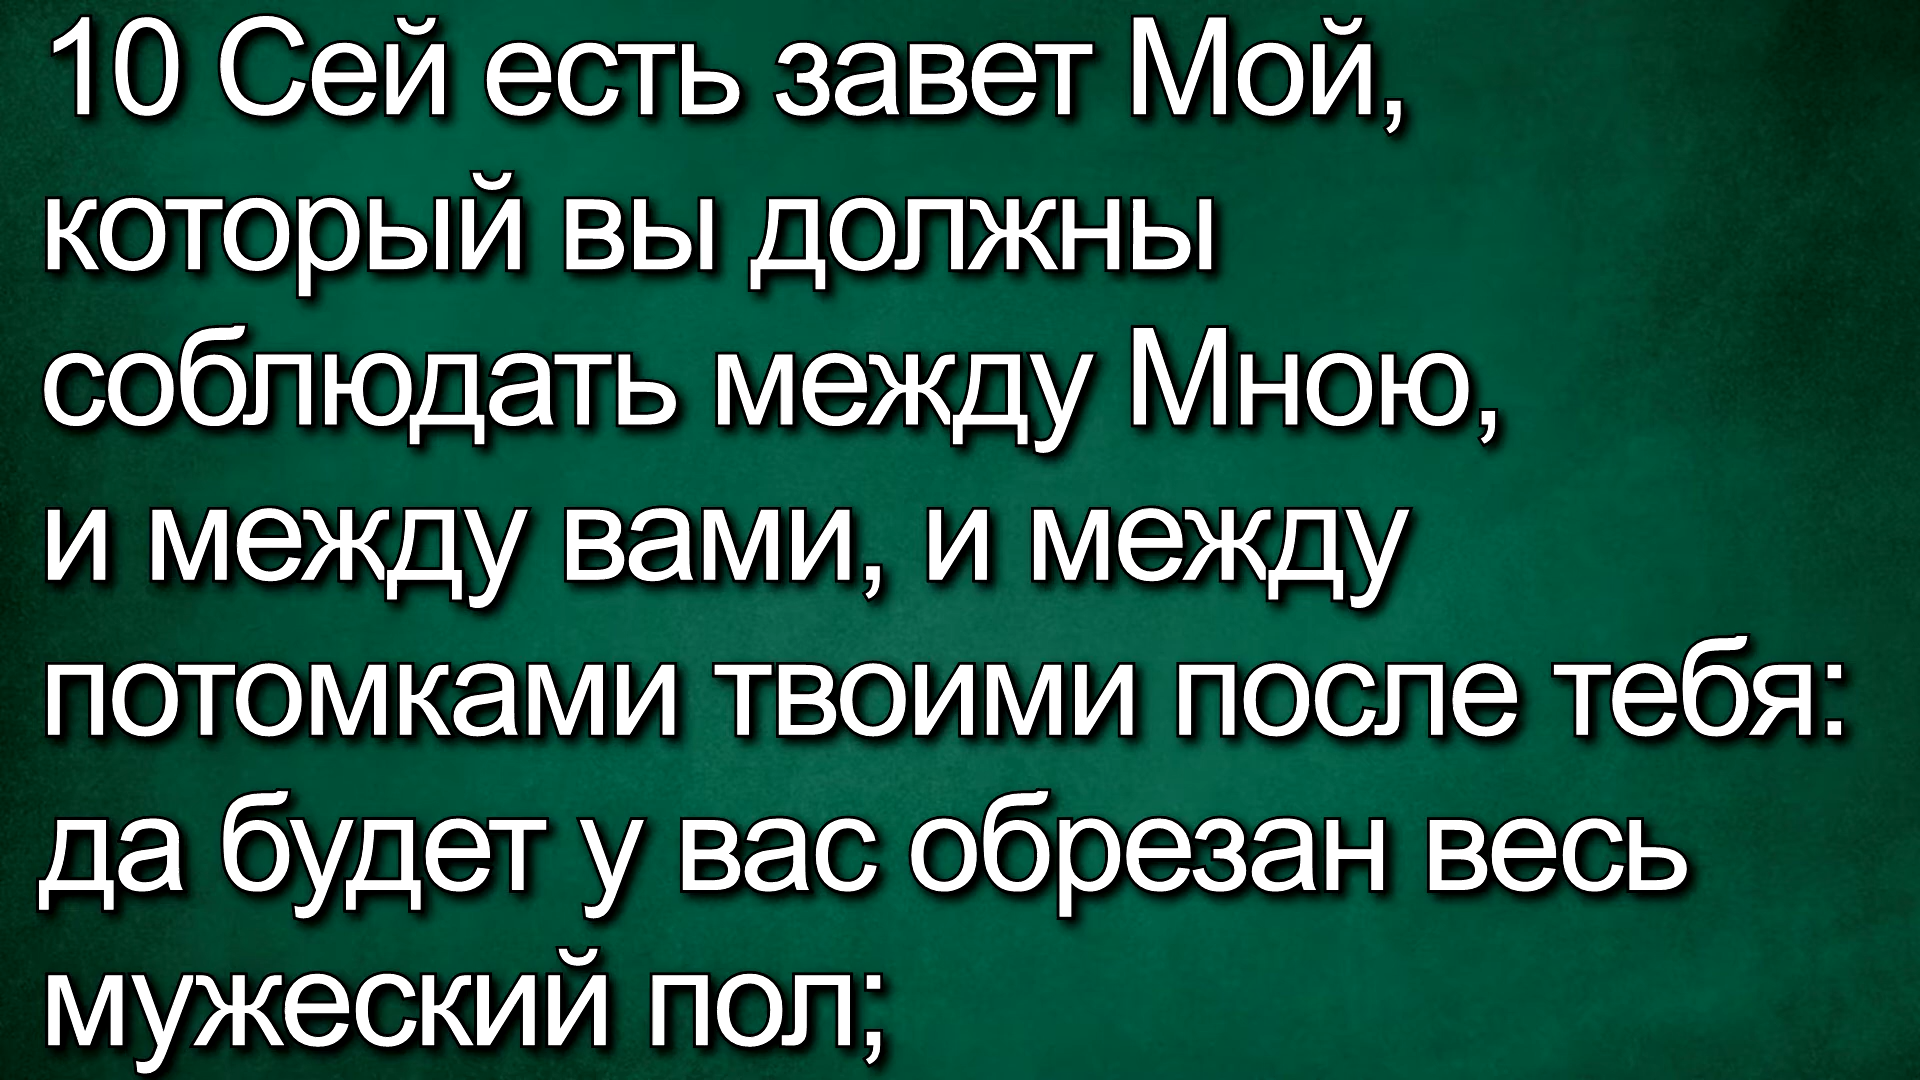 10 Сей есть завет Мой,
который вы должны
соблюдать между Мною,
и между вами, и между
потомками твоими после тебя:
да будет у вас обрезан весь
мужеский пол;